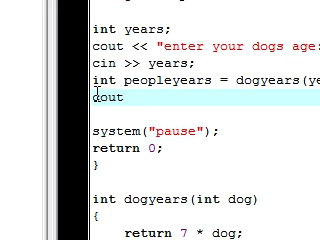 int years;
cout << "enter your dogs age:
cin >> years;
int peopleyears = dogyears(ye
cout
system("pause");
return 0;
}
int dogyears(int dog)
{
return 7 * dog;